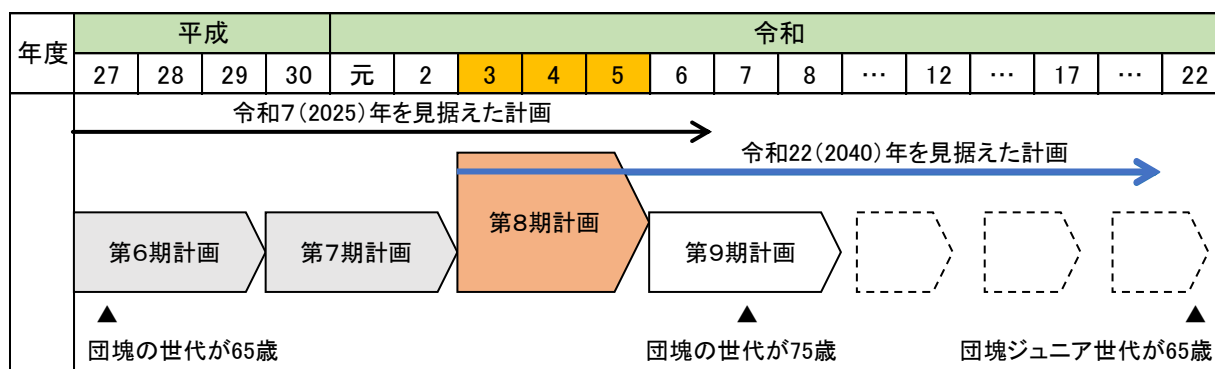 年度 平成 令和
27 28 29 30 元 2 3 4 5 6 7 8 … 12 … 17 … 22
令和7(2025)年を見据えた計画
令和22(2040)年を見据えた計画
第6期計画 第7期計画 第8期計画 第9期計画
▲ ▲ ▲
団塊の世代が65歳 団塊の世代が75歳 団塊ジュニア世代が65歳